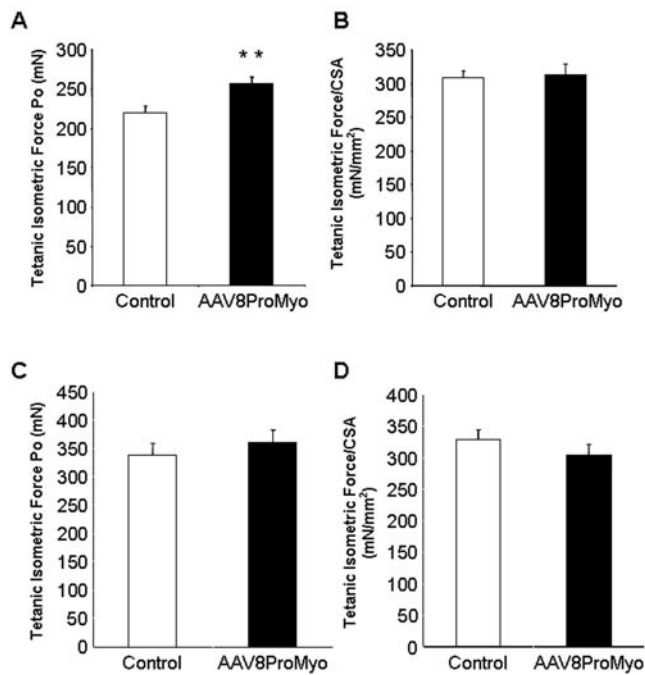 A
Tetanic Isometric Force Po (mN)
300
250
200
150
100
50
0
**
Control
AAV8ProMyo
B
Tetanic Isometric Force/CSA
(mN/mm²)
350
300
250
200
150
100
50
0
Control
AAV8ProMyo
C
Tetanic Isometric Force Po (mN)
450
400
350
300
250
200
150
100
50
0
Control
AAV8ProMyo
D
Tetanic Isometric Force/CSA
(mN/mm²)
400
350
300
250
200
150
100
50
0
Control
AAV8ProMyo